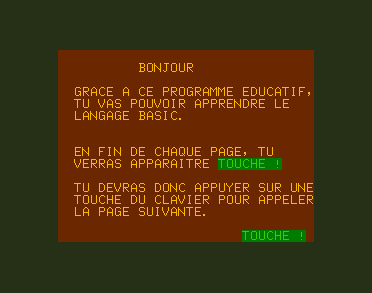 BONJOUR
GRACE A CE PROGRAMME EDUCATIF,
TU VAS POUVOIR APPRENDRE LE
LANGAGE BASIC.
EN FIN DE CHAQUE PAGE, TU
VERRAS APPARAITRE TOUCHE !
TU DEVRAS DONC APPUYER SUR UNE
TOUCHE DU CLAVIER POUR APPELER
LA PAGE SUIVANTE.
TOUCHE !